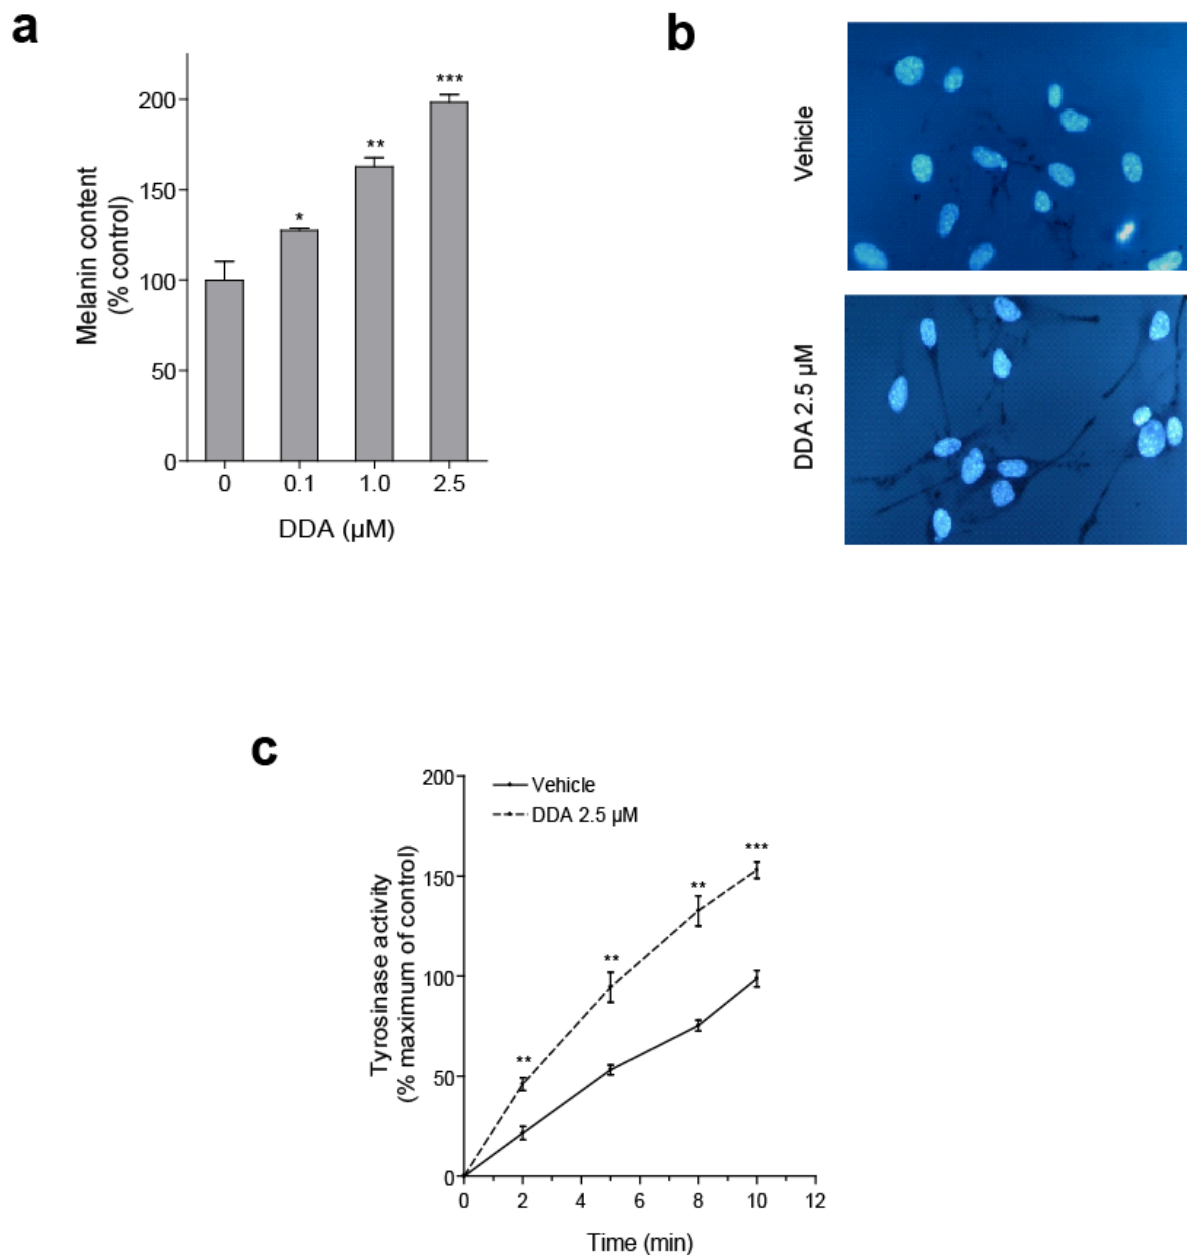 a
Melanin content
(% control)
200
150
100
50
0
*
**
***
0 0.1 1.0 2.5
DDA (µM)
b
Vehicle
DDA 2.5 µM
c
Tyrosinase activity
(% maximum of control)
200
150
100
50
0
Vehicle
DDA 2.5 µM
**
**
**
***
0 2 4 6 8 10 12
Time (min)